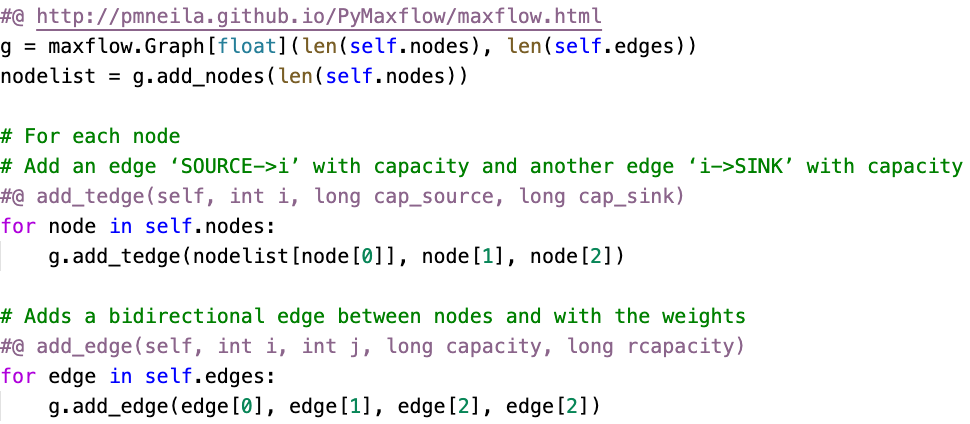 #@ http://pmneila.github.io/PyMaxflow/maxflow.html
g = maxflow.Graph[float](len(self.nodes), len(self.edges))
nodelist = g.add_nodes(len(self.nodes))
# For each node
# Add an edge ‘SOURCE->i’ with capacity and another edge ‘i->SINK’ with capacity
#@ add_tedge(self, int i, long cap_source, long cap_sink)
for node in self.nodes:
    g.add_tedge(nodelist[node[0]], node[1], node[2])
# Adds a bidirectional edge between nodes and with the weights
#@ add_edge(self, int i, int j, long capacity, long rcapacity)
for edge in self.edges:
    g.add_edge(edge[0], edge[1], edge[2], edge[2])